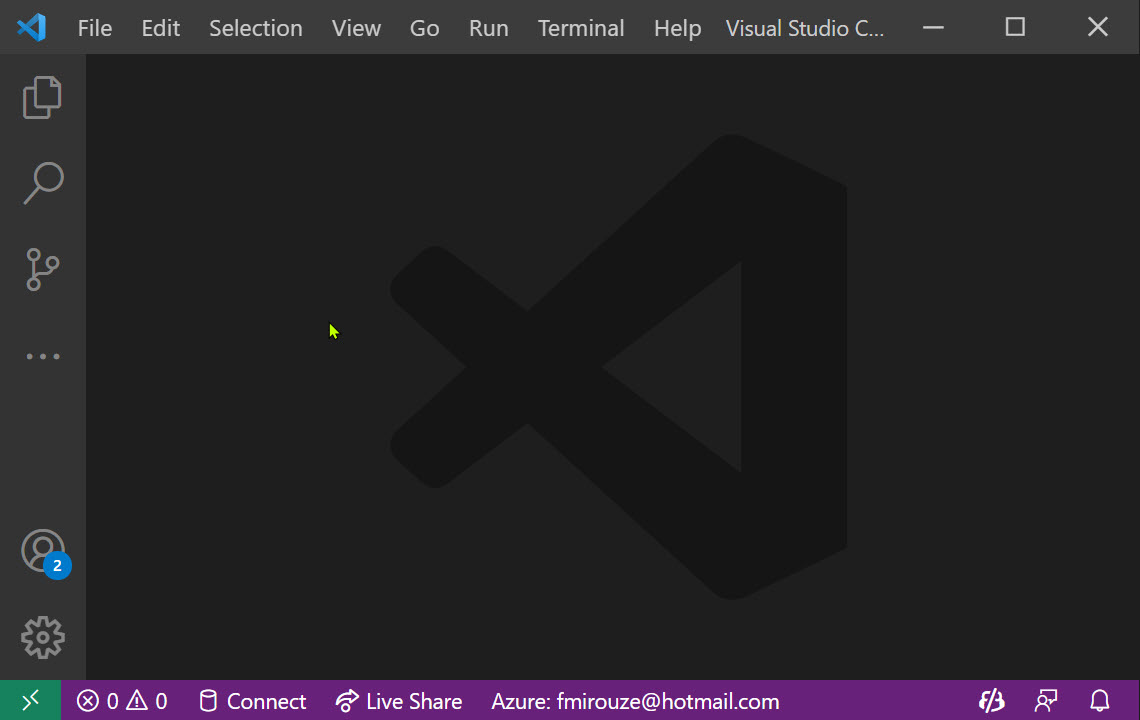 File Edit Selection View Go Run Terminal Help Visual Studio C...
2
0 0 Connect Live Share Azure: fmirouze@hotmail.com